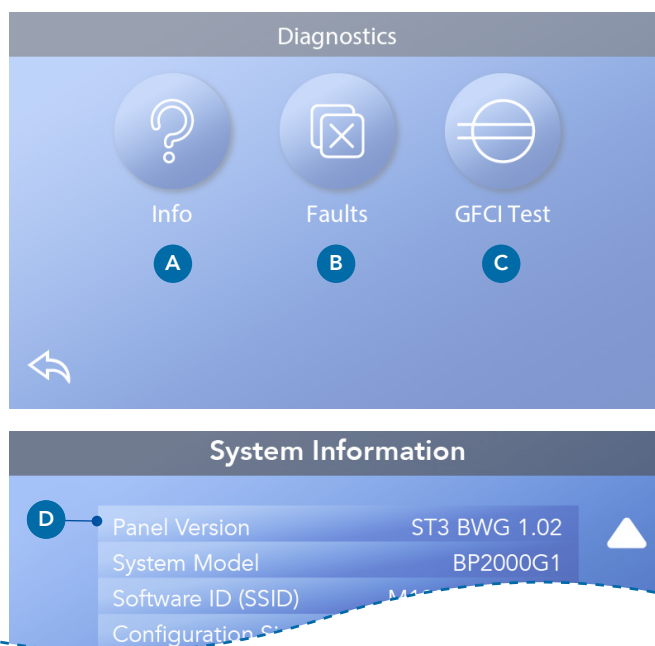 Diagnostics
Info Faults GFCI Test
A B C
System Information
D Panel Version ST3 BWG 1.02
System Model BP2000G1
Software ID (SSID)
Configuration